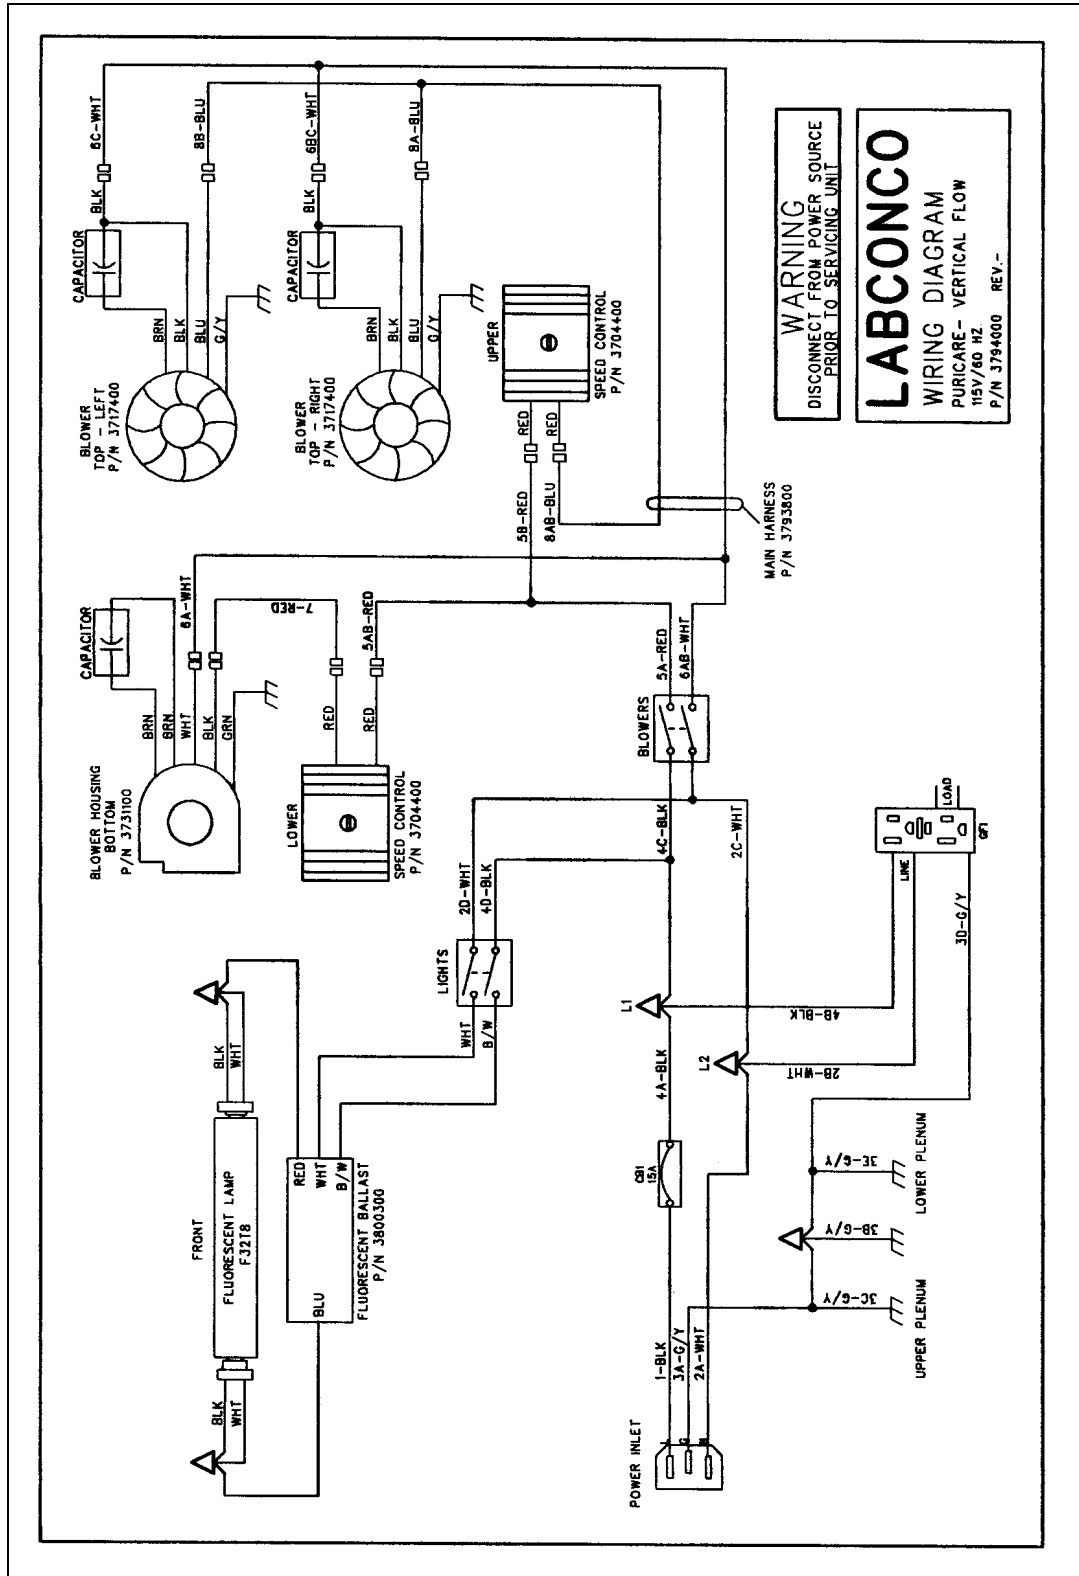 FRONT
FLUORESCENT LAMP
F32T8
BLK
WHT
BLK
WHT
BLU
RED
WHT
B/W
FLUORESCENT BALLAST
P/N 3800300
BLOWER HOUSING
BOTTOM
P/N 3731100
CAPACITOR
BRN
BRN
WHT
BLK
GRN
6A-WHT
7-RED
LOWER
SPEED CONTROL
P/N 3704400
RED
RED
5AB-RED
BLOWER
TOP - LEFT
P/N 3717400
CAPACITOR
BRN
BLK
BLU
G/Y
BLK
6C-WHT
8B-BLU
BLOWER
TOP - RIGHT
P/N 3717400
CAPACITOR
BRN
BLK
BLU
G/Y
BLK
6BC-WHT
8A-BLU
UPPER
SPEED CONTROL
P/N 3704400
RED
RED
5B-RED
8AB-BLU
LIGHTS
WHT
B/W
2D-WHT
4D-BLK
BLOWERS
5A-RED
6AB-WHT
4C-BLK
2C-WHT
MAIN HARNESS
P/N 3793800
POWER INLET
L
G
N
1-BLK
3A-G/Y
2A-WHT
CB1
15A
4A-BLK
L1
L2
4B-BLK
2B-WHT
LINE
LOAD
GFI
3D-G/Y
3C-G/Y
3B-G/Y
3E-G/Y
UPPER PLENUM
LOWER PLENUM
WARNING
DISCONNECT FROM POWER SOURCE
PRIOR TO SERVICING UNIT
LABCONCO
WIRING DIAGRAM
PURICARE- VERTICAL FLOW
115V/60 HZ
P/N 3794000 REV.-